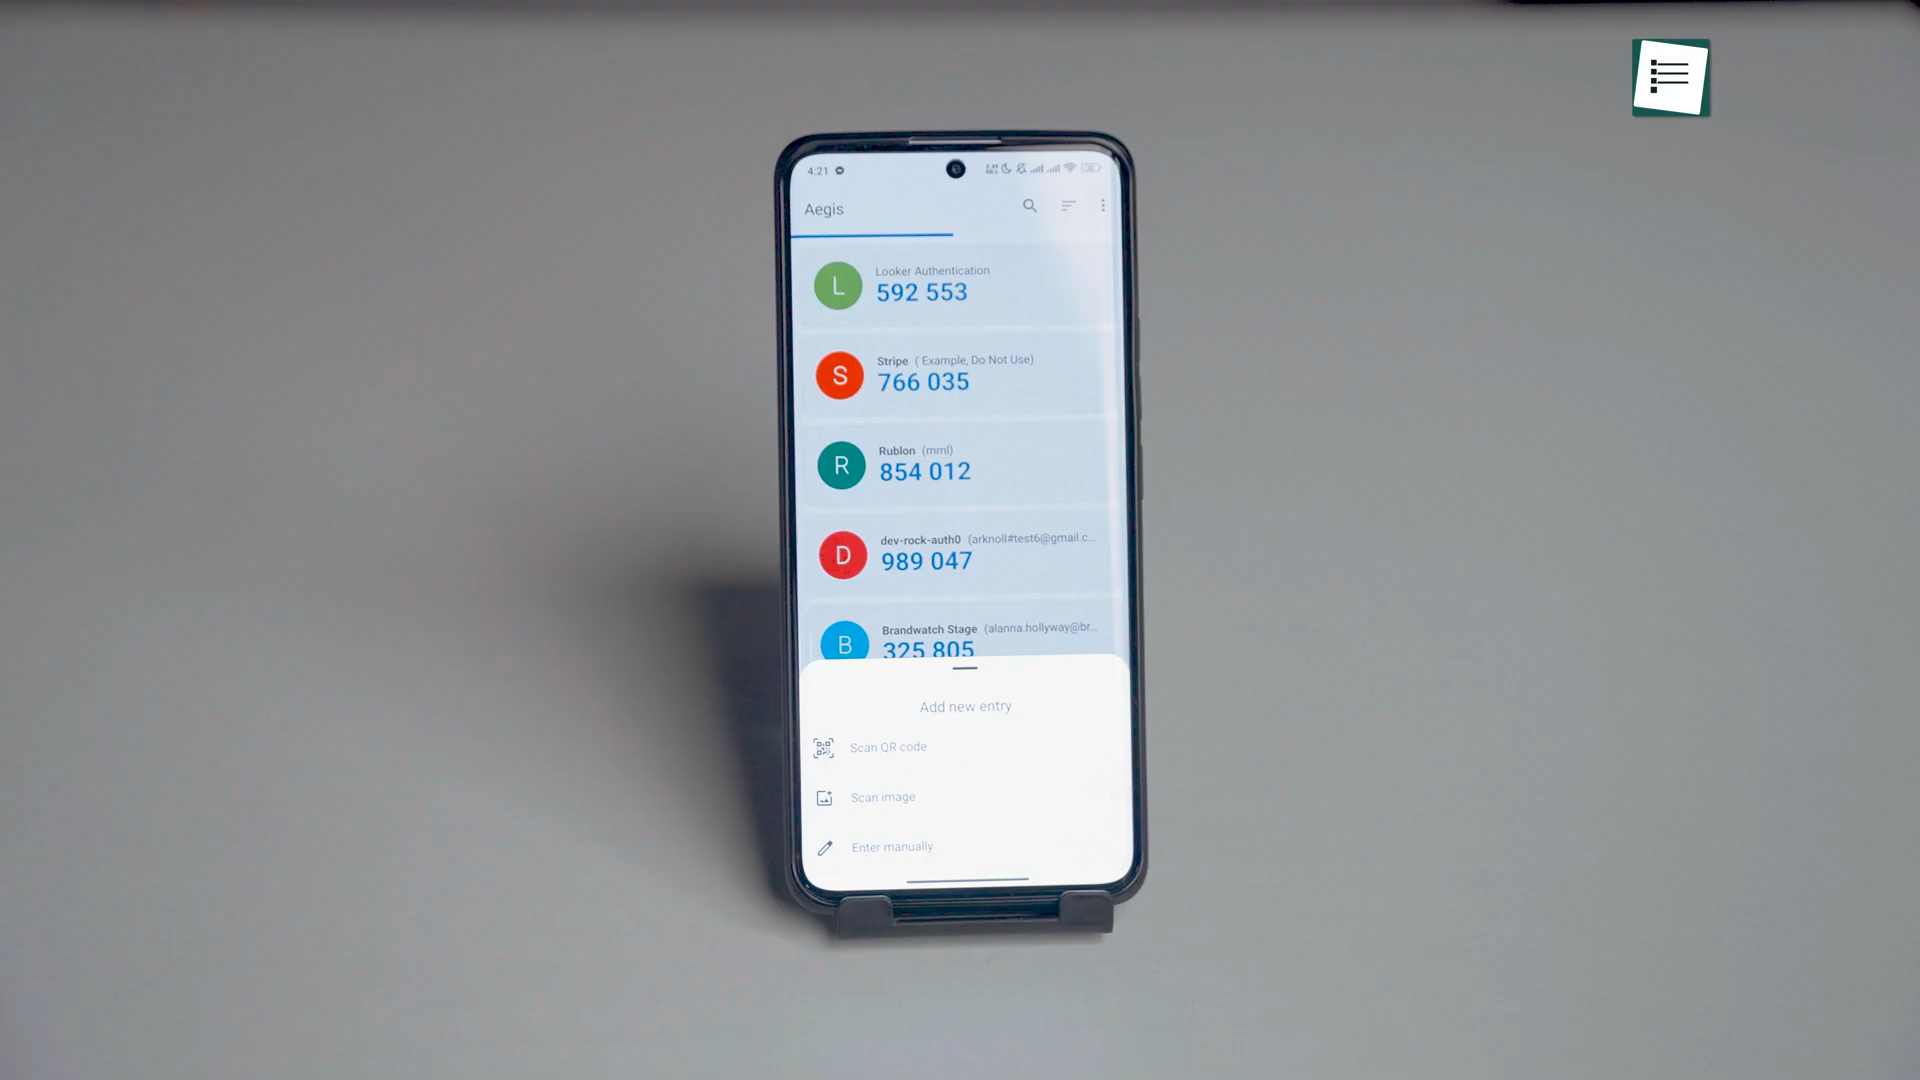 4:21
Aegis
L
Looker Authentication
592 553
S
Stripe ( Example, Do Not Use)
766 035
R
Rublon (mml)
854 012
D
dev-rock-auth0 (arknoll#test6@gmail.c...
989 047
B
Brandwatch Stage (alanna.hollyway@br...
325 805
Add new entry
Scan QR code
Scan image
Enter manually